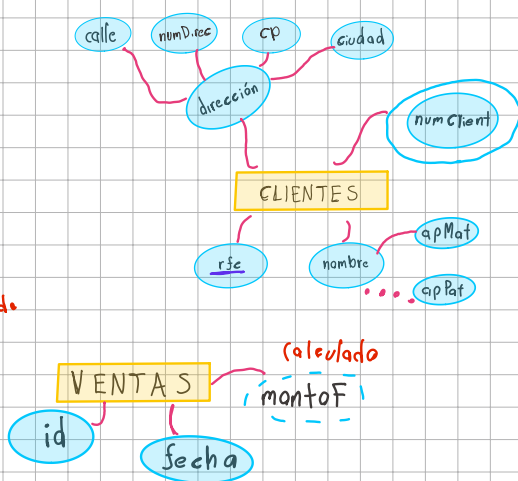 calle
numDirec
cp
ciudad
dirección
numClient
CLIENTES
apMat
rfc
nombre
apPat
calculado
VENTAS
montoF
id
fecha